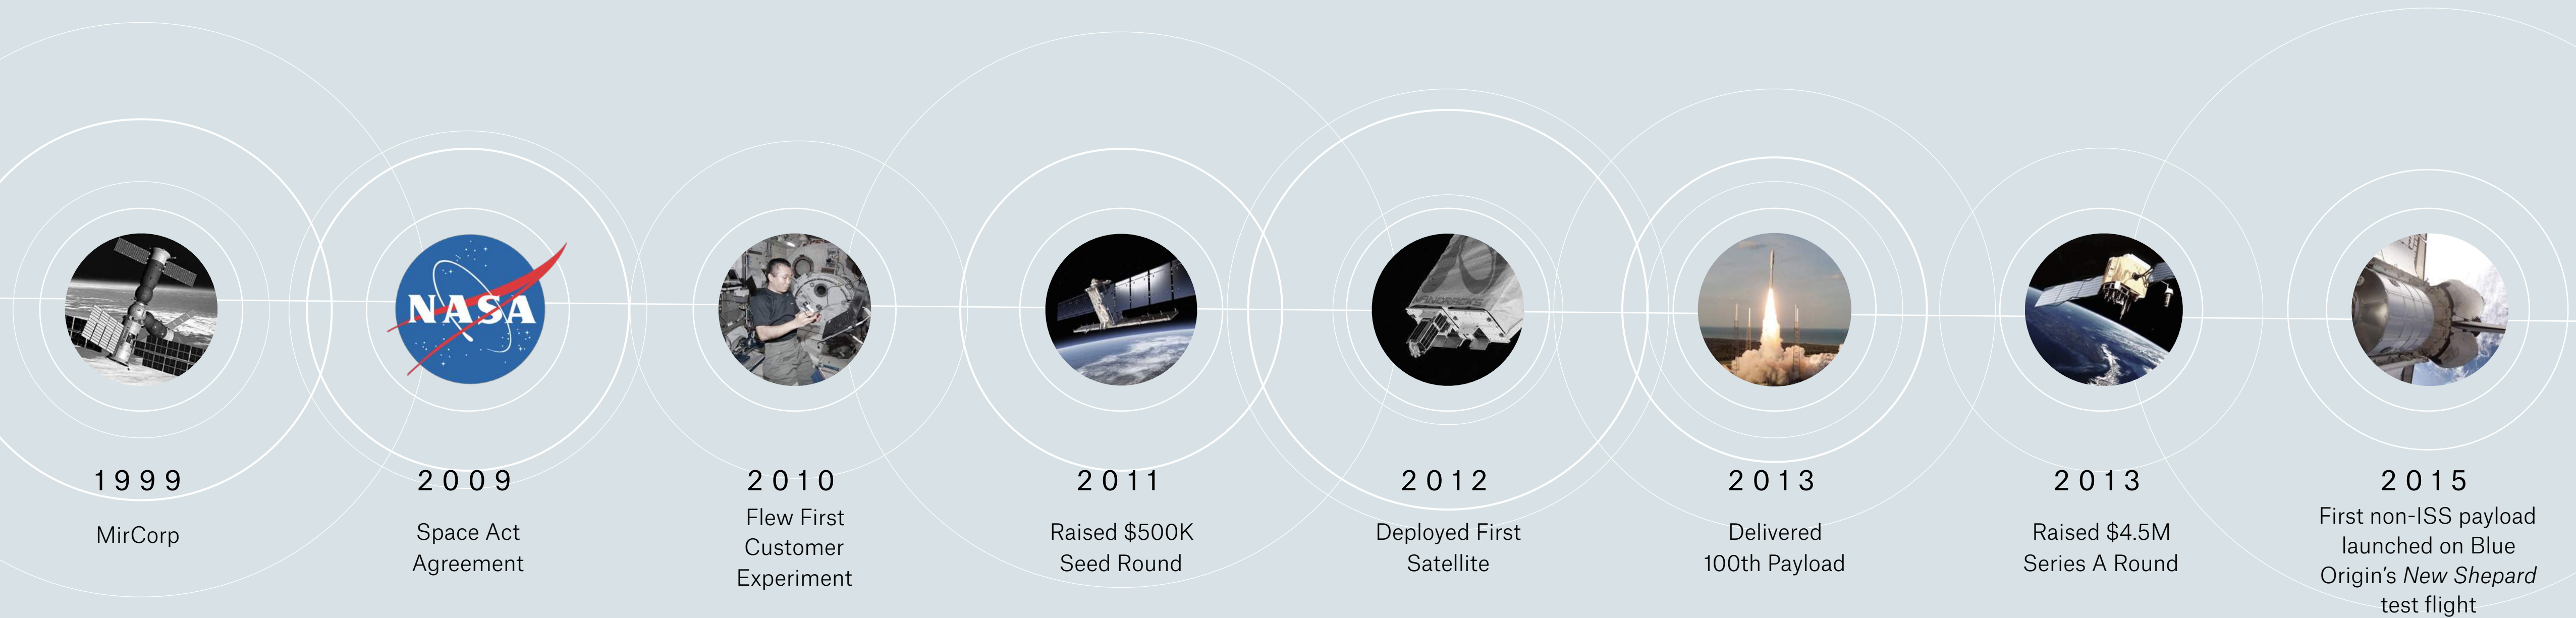 NASA
1999
MirCorp
2009
Space Act
Agreement
2010
Flew First
Customer
Experiment
2011
Raised $500K
Seed Round
2012
Deployed First
Satellite
2013
Delivered
100th Payload
2013
Raised $4.5M
Series A Round
2015
First non-ISS payload
launched on Blue
Origin’s New Shepard
test flight